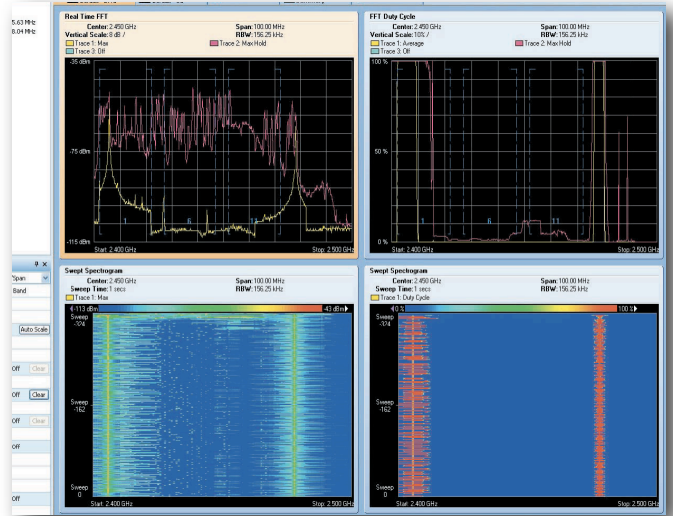 5.63 MHz
8.04 MHz
Span
Band
Auto Scale
Off Clear
Off Clear
Off Clear
Off
Off
Real Time FFT
Center: 2.450 GHz Span: 100.00 MHz
Vertical Scale: 8 dB / RBW: 156.25 kHz
Trace 1: Max Trace 2: Max Hold
Trace 3: Off
-35 dBm
-75 dBm
-115 dBm
1 6 11
Start: 2.400 GHz Stop: 2.500 GHz
FFT Duty Cycle
Center: 2.450 GHz Span: 100.00 MHz
Vertical Scale: 10% / RBW: 156.25 kHz
Trace 1: Average Trace 2: Max Hold
Trace 3: Off
100 %
50 %
0 %
1 6 11
Start: 2.400 GHz Stop: 2.500 GHz
Swept Spectrogram
Center: 2.450 GHz Span: 100.00 MHz
Sweep Time: 1 secs RBW: 156.25 kHz
Trace 1: Max
-113 dBm -43 dBm
Sweep
-324
Sweep
-162
Sweep
0
Start: 2.400 GHz Stop: 2.500 GHz
Swept Spectrogram
Center: 2.450 GHz Span: 100.00 MHz
Sweep Time: 1 secs RBW: 156.25 kHz
Trace 1: Duty Cycle
0 % 100 %
Sweep
-324
Sweep
-162
Sweep
0
Start: 2.400 GHz Stop: 2.500 GHz